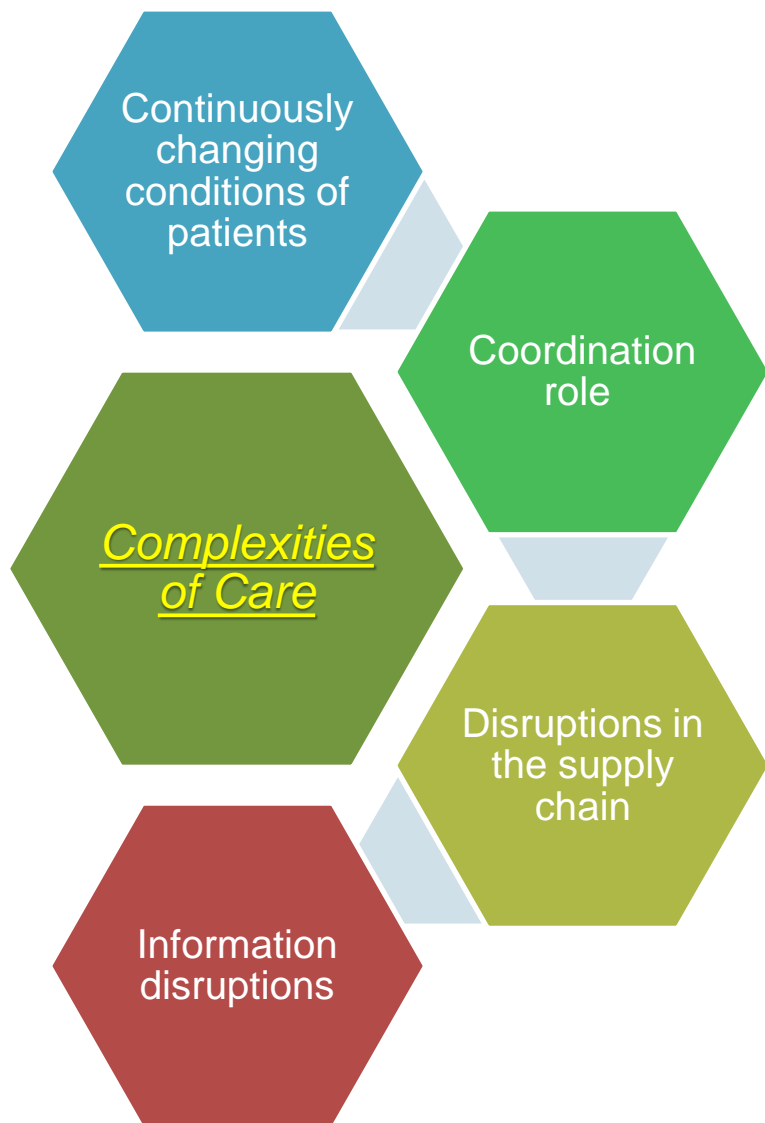 Continuously
changing
conditions of
patients
Coordination
role
Complexities
of Care
Disruptions in
the supply
chain
Information
disruptions